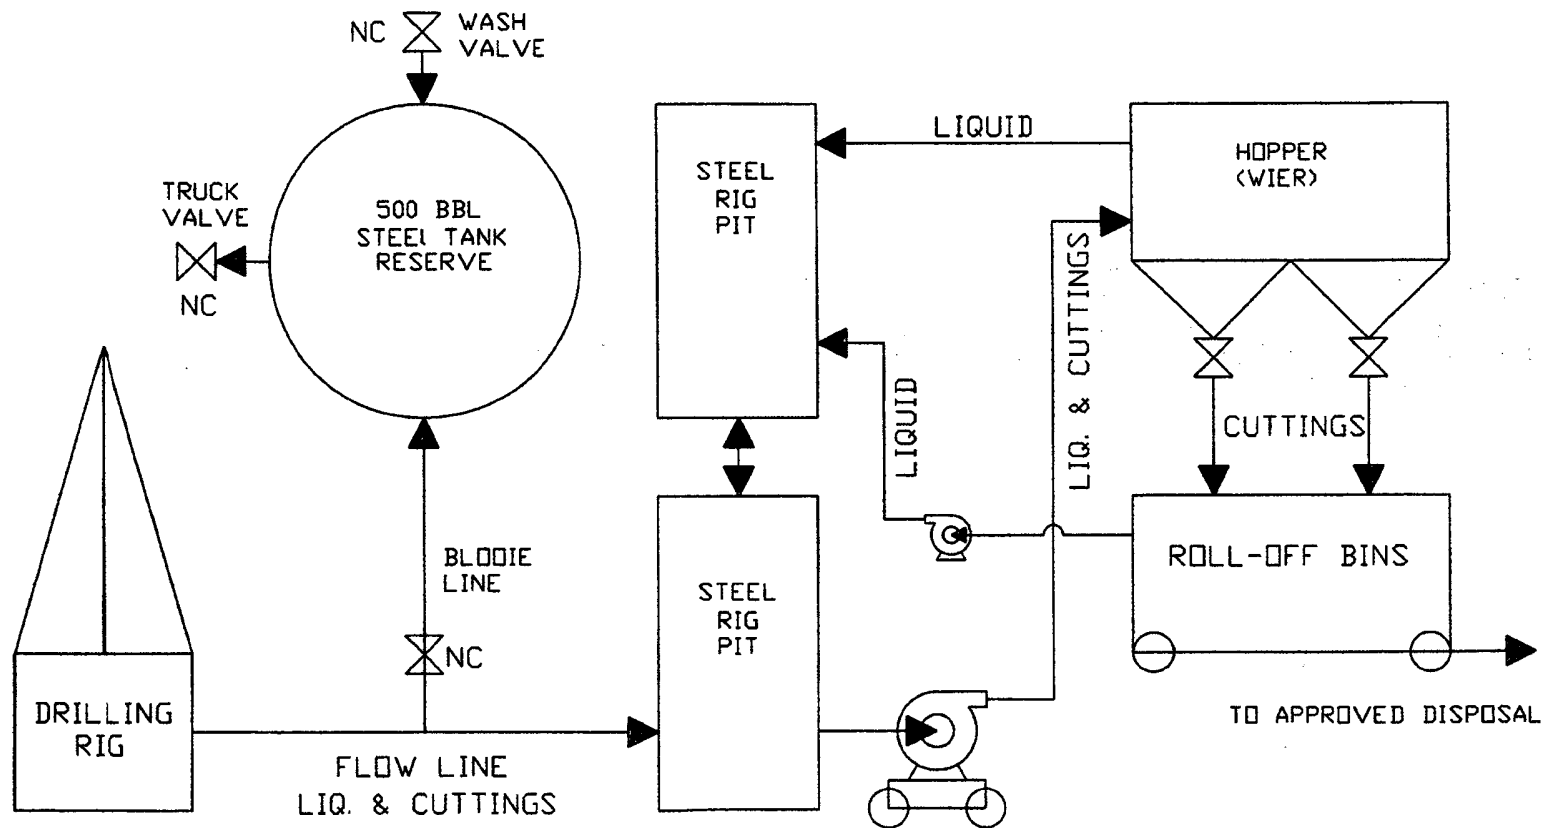 NC
WASH
VALVE
LIQUID
HOPPER
(WIER)
STEEL
RIG
PIT
TRUCK
VALVE
NC
500 BBL
STEEL TANK
RESERVE
LIQ. & CUTTINGS
LIQUID
CUTTINGS
BLOOIE
LINE
NC
STEEL
RIG
PIT
ROLL-OFF BINS
DRILLING
RIG
TO APPROVED DISPOSAL
FLOW LINE
LIQ. & CUTTINGS